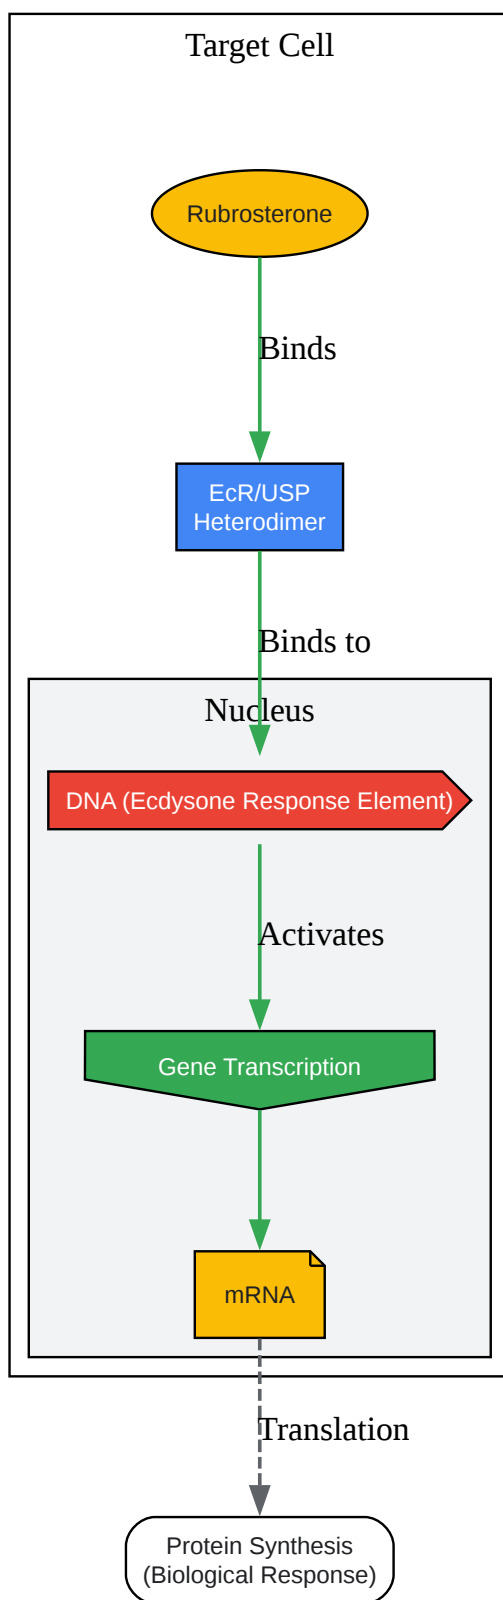 Target Cell
Rubrosterone
Binds
EcR/USP
Heterodimer
Binds to
Nucleus
DNA (Ecdysone Response Element)
Activates
Gene Transcription
mRNA
Translation
Protein Synthesis
(Biological Response)